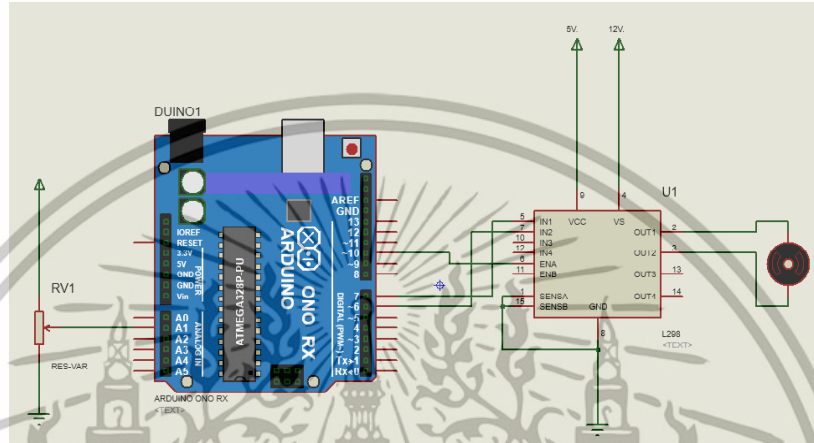 5V.
12V.
DUINO1
U1
RV1
RES-VAR
IOREF
RESET
3.3V
5V
GND
GND
Vin
POWER
A0
A1
A2
A3
A4
A5
ANALOG IN
ATMEGA328P-PU
ARDUINO
ONO RX
AREF
GND
13
12
~11
~10
~9
8
7
~6
~5
4
~3
2
Tx>1
Rx<0
DIGITAL (PWM~)
ARDUINO ONO RX
<TEXT>
9
4
5 IN1
7 IN2
10 IN3
12 IN4
6 ENA
11 ENB
1 SENSA
15 SENSB
VCC
VS
GND
8
OUT1 2
OUT2 3
OUT3 13
OUT4 14
L298
<TEXT>